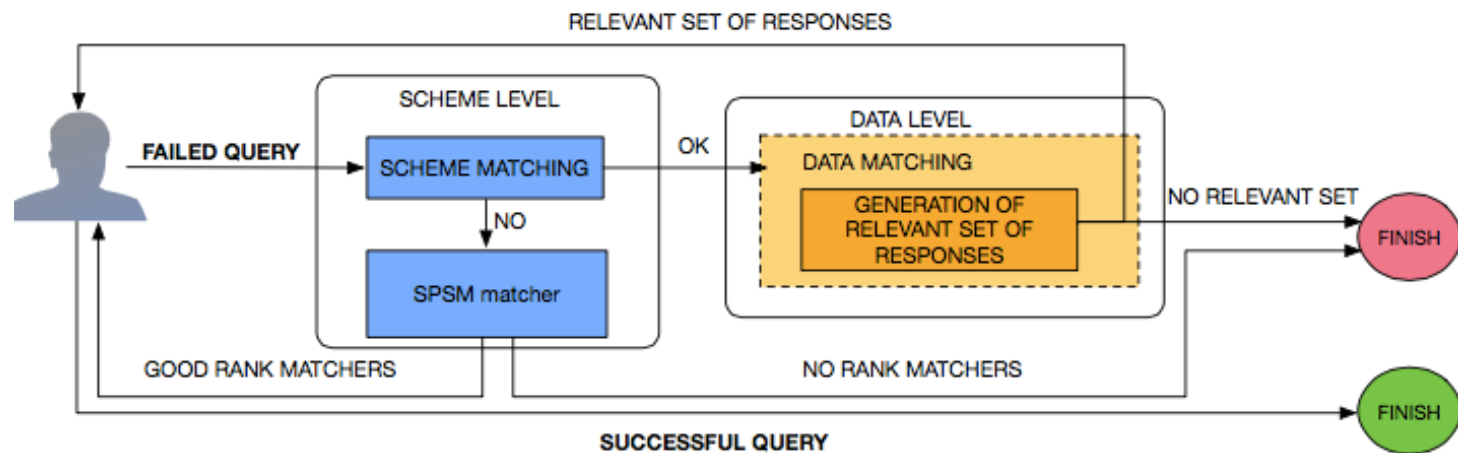 RELEVANT SET OF RESPONSES
SCHEME LEVEL
DATA LEVEL
FAILED QUERY
SCHEME MATCHING
OK
DATA MATCHING
GENERATION OF
RELEVANT SET OF
RESPONSES
NO RELEVANT SET
FINISH
NO
SPSM matcher
GOOD RANK MATCHERS
NO RANK MATCHERS
FINISH
SUCCESSFUL QUERY